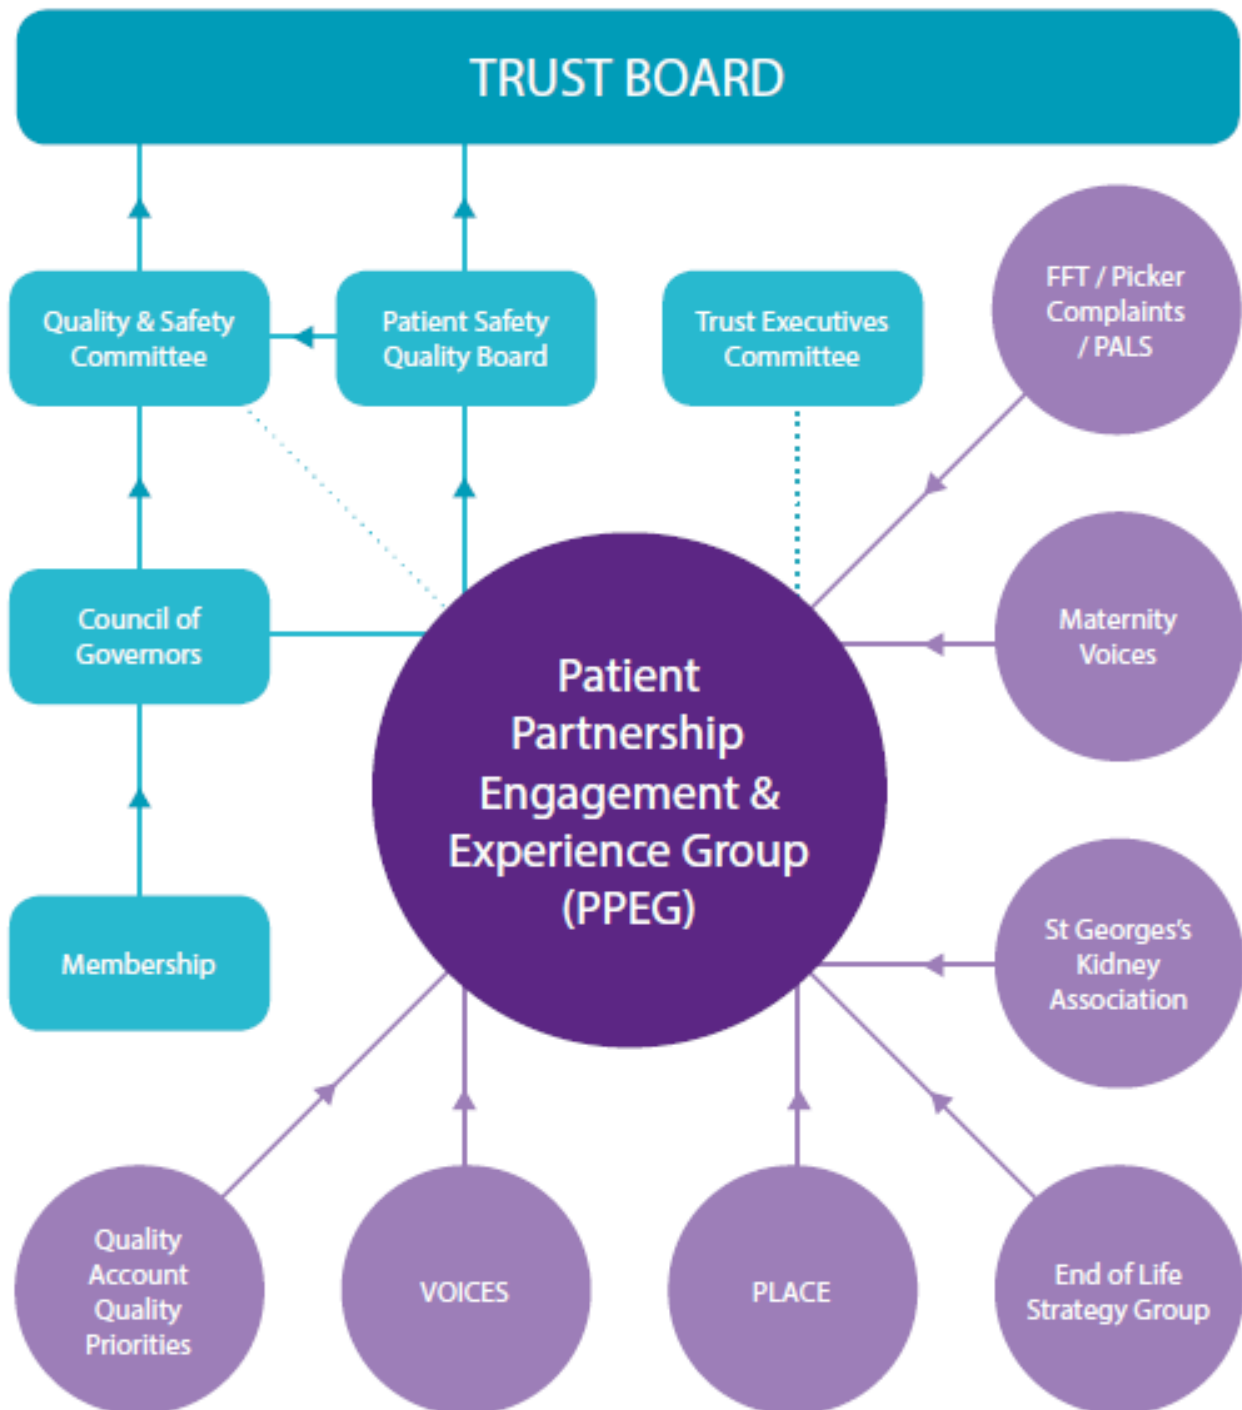 TRUST BOARD
Quality & Safety
Committee
Patient Safety
Quality Board
Trust Executives
Committee
FFT / Picker
Complaints
/ PALS
Council of
Governors
Maternity
Voices
Patient
Partnership
Engagement &
Experience Group
(PPEG)
Membership
St Georges's
Kidney
Association
Quality
Account
Quality
Priorities
VOICES
PLACE
End of Life
Strategy Group